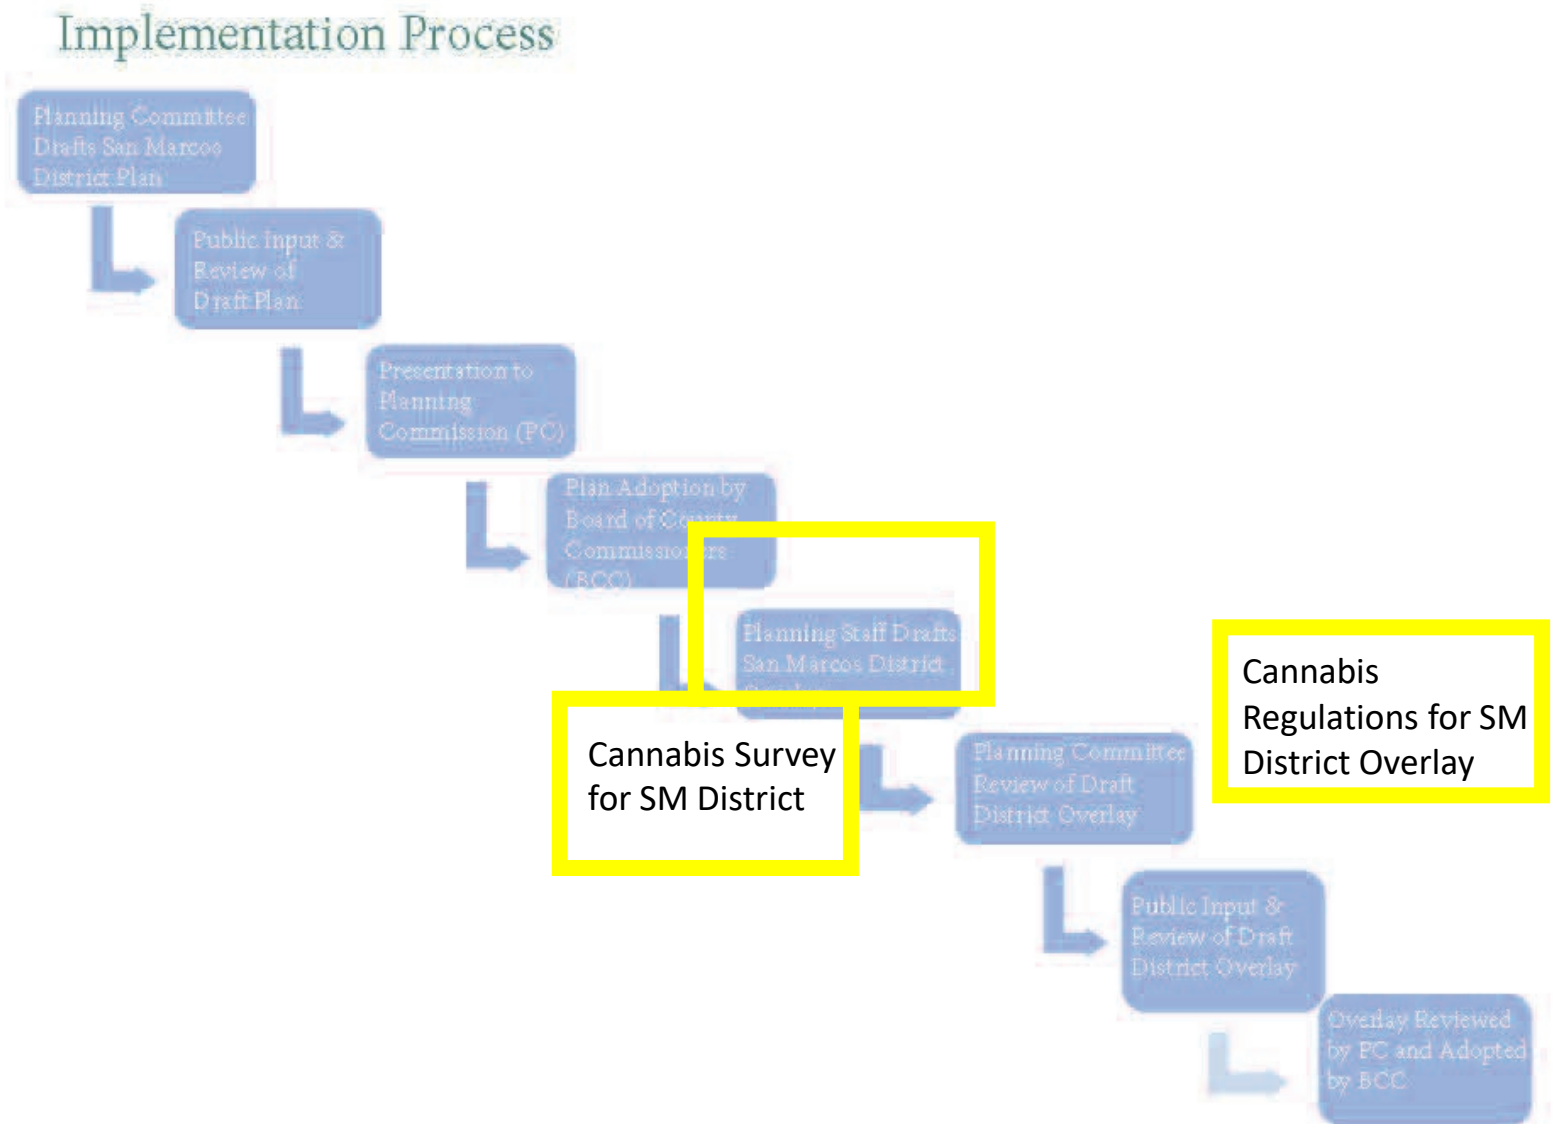 Implementation Process
Planning Committee
Drafts San Marcos
District Plan
Public Input &
Review of
Draft Plan
Presentation to
Planning
Commission (PC)
Plan Adoption by
Board of County
Commissioners
(BCC)
Planning Staff Drafts
San Marcos District
Cannabis Survey
for SM District
Cannabis
Regulations for SM
District Overlay
Planning Committee
Review of Draft
District Overlay
Public Input &
Review of Draft
District Overlay
Overlay Reviewed
by PC and Adopted
by BCC